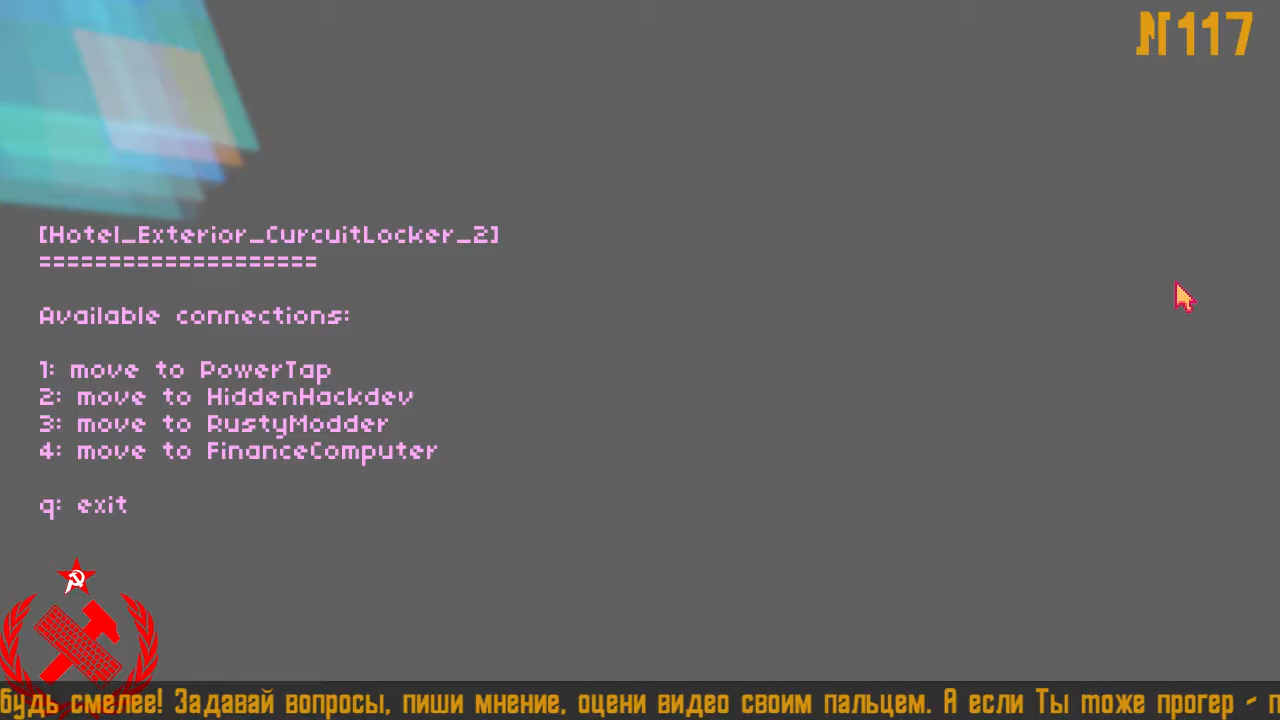 №117
[Hotel_Exterior_CurcuitLocker_2]
====================
Available connections:
1: move to PowerTap
2: move to HiddenHackdev
3: move to RustyModder
4: move to FinanceComputer
q: exit
будь смелее! Задавай вопросы, пиши мнение, оцени видео своим пальцем. А если Ты тоже прогер - п